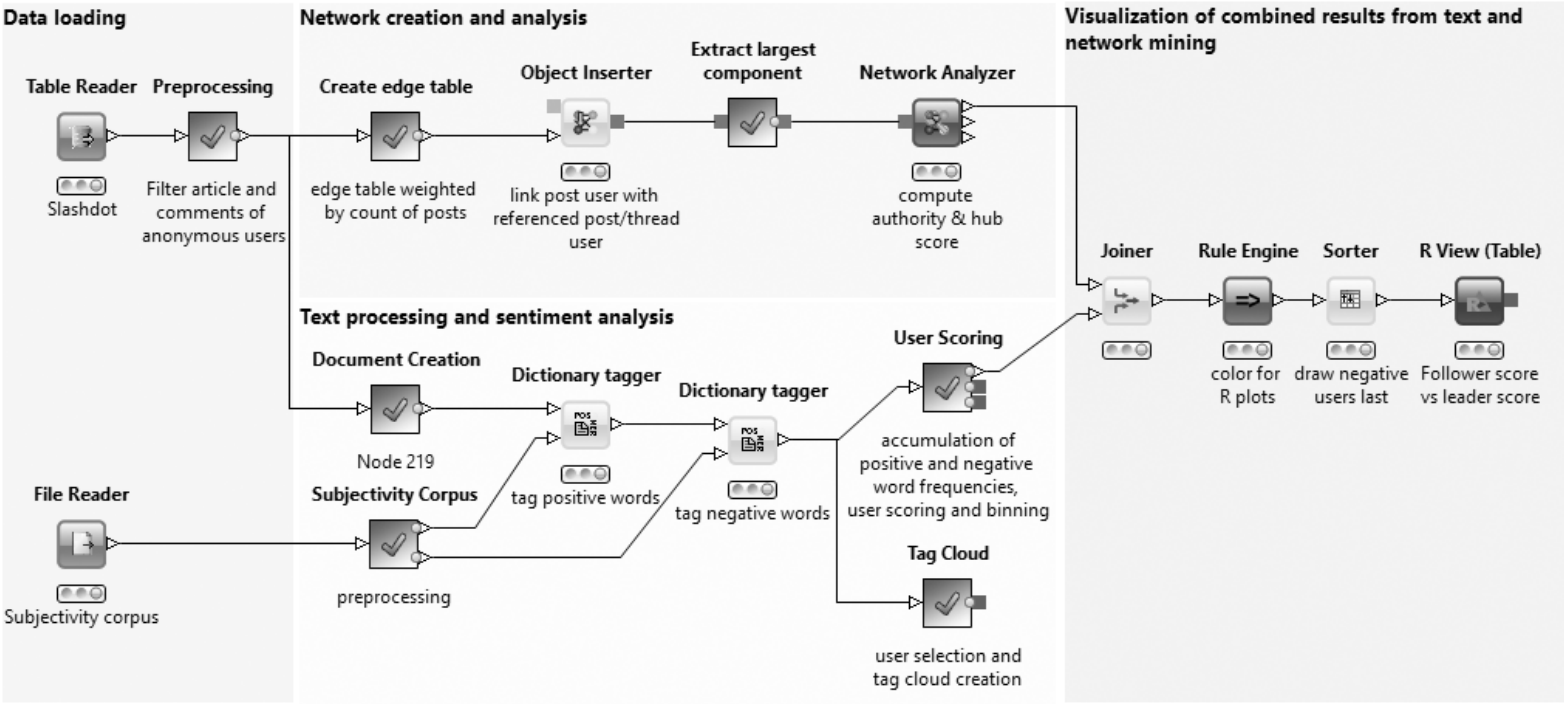 Data loading
Table Reader
Slashdot
Preprocessing
Filter article and
comments of
anonymous users
File Reader
Subjectivity corpus
Network creation and analysis
Create edge table
edge table weighted
by count of posts
Object Inserter
link post user with
referenced post/thread
user
Extract largest
component
Network Analyzer
compute
authority & hub
score
Text processing and sentiment analysis
Document Creation
Node 219
Subjectivity Corpus
preprocessing
Dictionary tagger
POS
NER
tag positive words
Dictionary tagger
POS
NER
tag negative words
User Scoring
accumulation of
positive and negative
word frequencies,
user scoring and binning
Tag Cloud
user selection and
tag cloud creation
Visualization of combined results from text and
network mining
Joiner
Rule Engine
=>
color for
R plots
Sorter
draw negative
users last
R View (Table)
R
Follower score
vs leader score